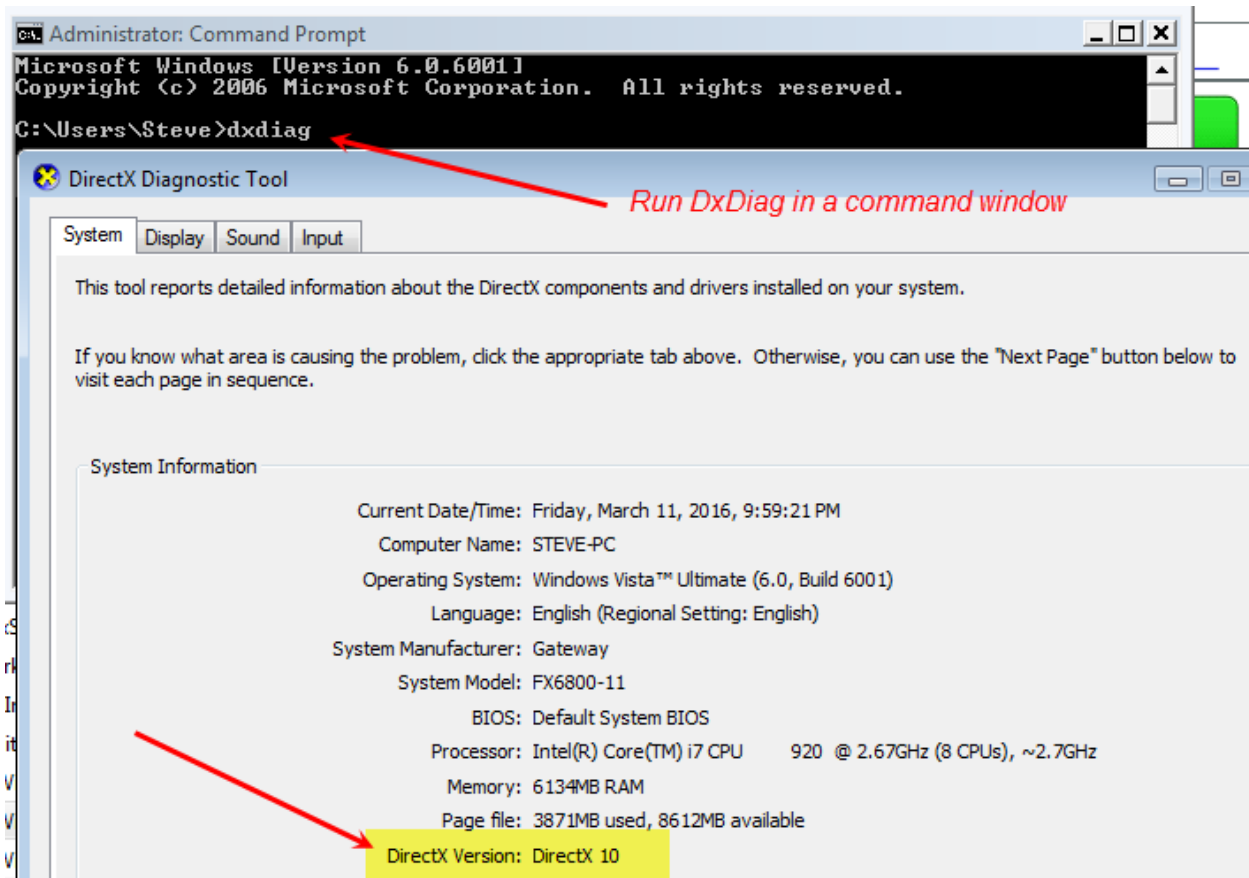 Administrator: Command Prompt
Microsoft Windows [Version 6.0.6001]
Copyright (c) 2006 Microsoft Corporation.  All rights reserved.
C:\Users\Steve>dxdiag
DirectX Diagnostic Tool
Run DxDiag in a command window
System Display Sound Input
This tool reports detailed information about the DirectX components and drivers installed on your system.
If you know what area is causing the problem, click the appropriate tab above.  Otherwise, you can use the "Next Page" button below to
visit each page in sequence.
System Information
Current Date/Time: Friday, March 11, 2016, 9:59:21 PM
Computer Name: STEVE-PC
Operating System: Windows Vista™ Ultimate (6.0, Build 6001)
Language: English (Regional Setting: English)
System Manufacturer: Gateway
System Model: FX6800-11
BIOS: Default System BIOS
Processor: Intel(R) Core(TM) i7 CPU 920 @ 2.67GHz (8 CPUs), ~2.7GHz
Memory: 6134MB RAM
Page file: 3871MB used, 8612MB available
DirectX Version: DirectX 10